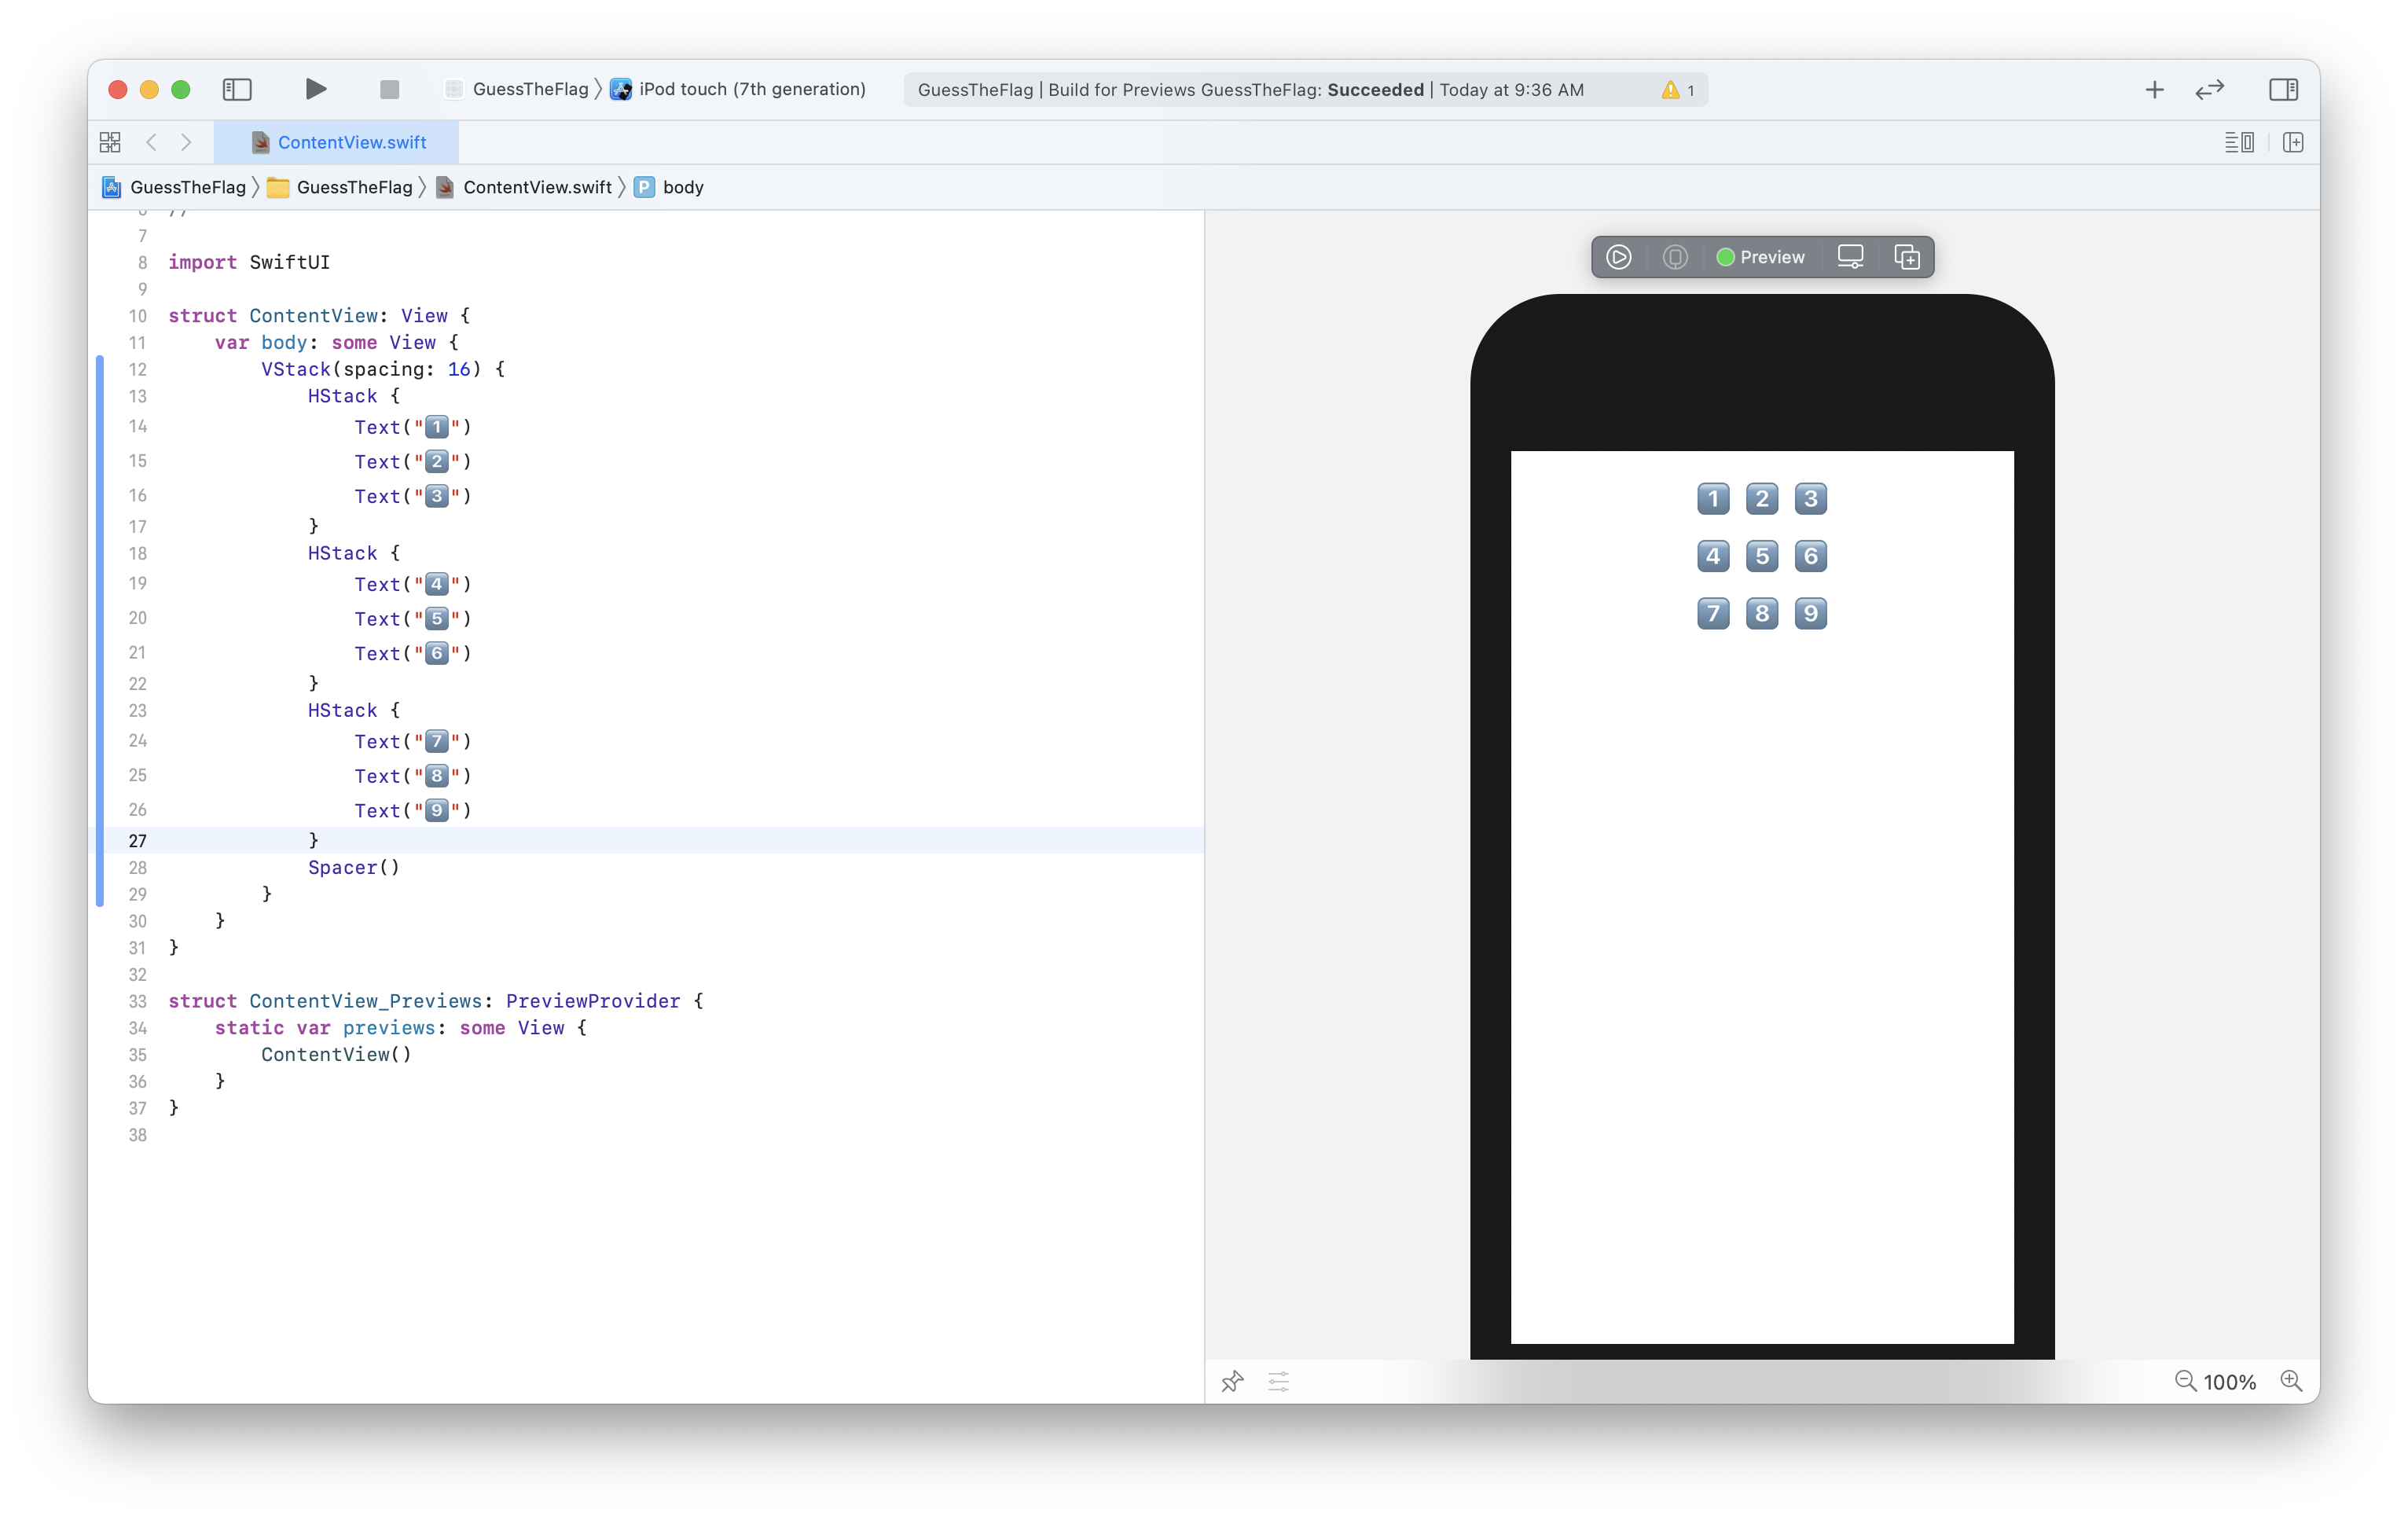 GuessTheFlag 〉 iPod touch (7th generation)
GuessTheFlag | Build for Previews GuessTheFlag: Succeeded | Today at 9:36 AM
1
ContentView.swift
GuessTheFlag 〉 GuessTheFlag 〉 ContentView.swift 〉 P body
6 //
7
8 import SwiftUI
9
10 struct ContentView: View {
11     var body: some View {
12         VStack(spacing: 16) {
13             HStack {
14                 Text("1️⃣")
15                 Text("2️⃣")
16                 Text("3️⃣")
17             }
18             HStack {
19                 Text("4️⃣")
20                 Text("5️⃣")
21                 Text("6️⃣")
22             }
23             HStack {
24                 Text("7️⃣")
25                 Text("8️⃣")
26                 Text("9️⃣")
27             }
28             Spacer()
29         }
30     }
31 }
32
33 struct ContentView_Previews: PreviewProvider {
34     static var previews: some View {
35         ContentView()
36     }
37 }
38
Preview
1️⃣ 2️⃣ 3️⃣
4️⃣ 5️⃣ 6️⃣
7️⃣ 8️⃣ 9️⃣
100%